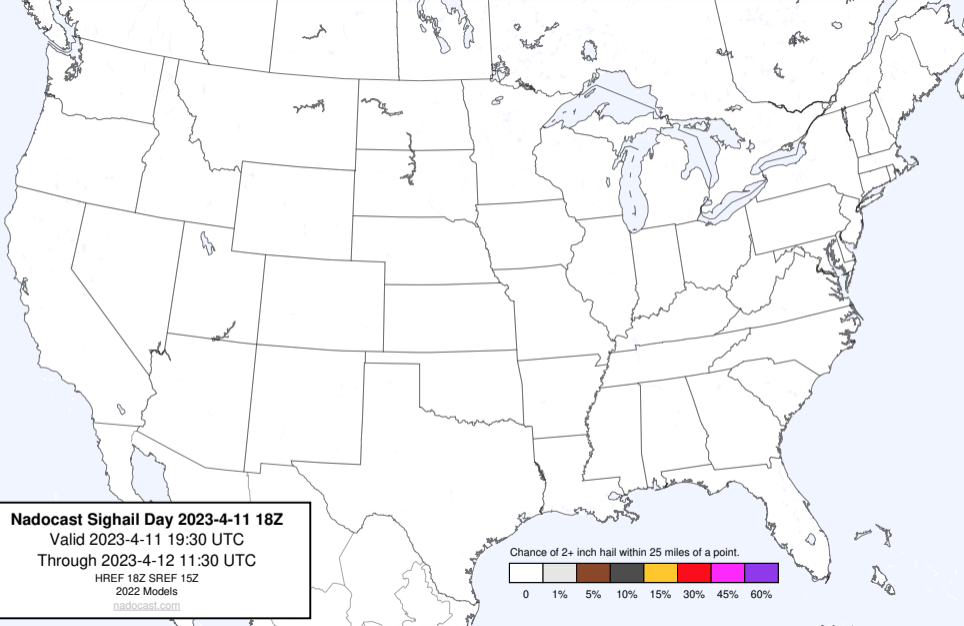 Nadocast Sighail Day 2023-4-11 18Z
Valid 2023-4-11 19:30 UTC
Through 2023-4-12 11:30 UTC
HREF 18Z SREF 15Z
2022 Models
nadocast.com
Chance of 2+ inch hail within 25 miles of a point.
0 1% 5% 10% 15% 30% 45% 60%